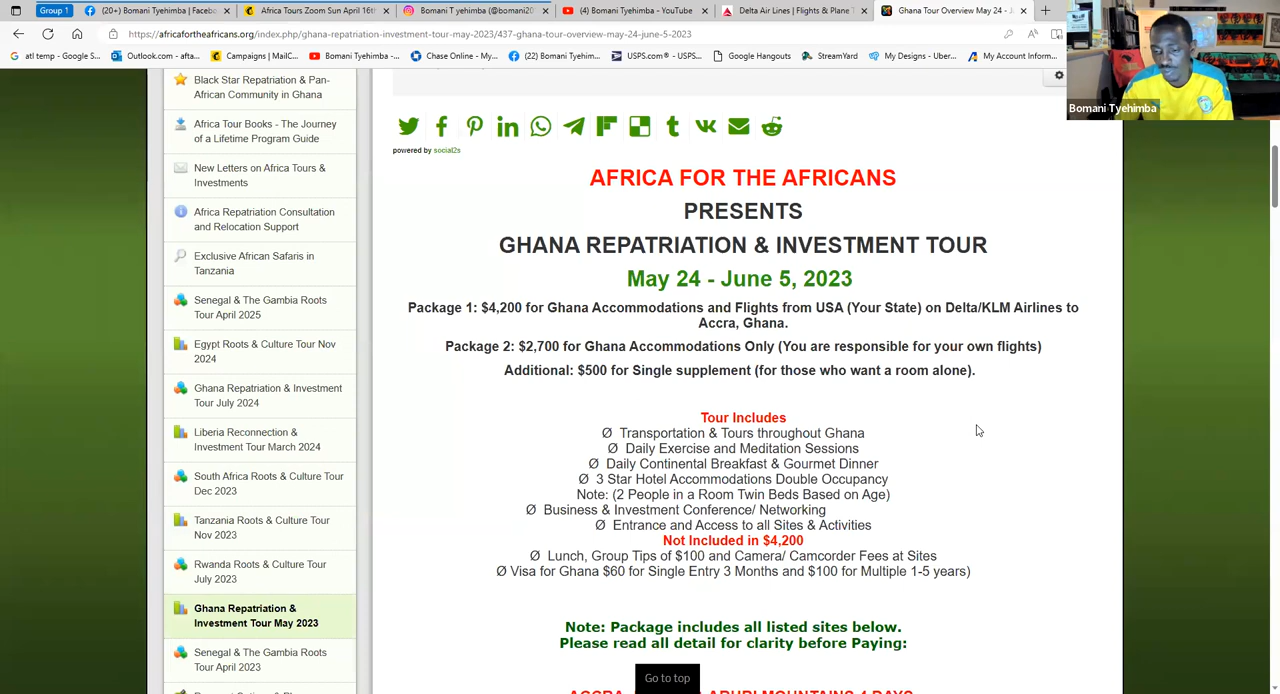 Group 1
(20+) Bomani Tyehimba | Faceb
Africa Tours Zoom Sun April 16th
Bomani T yehimba (@bomani20
(4) Bomani Tyehimba - YouTube
Delta Air Lines | Flights & Plane T
Ghana Tour Overview May 24 - J
https://africafortheafricans.org/index.php/ghana-repatriation-investment-tour-may-2023/437-ghana-tour-overview-may-24-june-5-2023
atl temp - Google S...
Outlook.com - afta...
Campaigns | MailC...
(22) Bomani Tyehim...
Chase Online - My...
(22) Bomani Tyehim...
USPS.com® - USPS...
Google Hangouts
StreamYard
My Designs - Uber...
My Account Inform...
Bomani Tyehimba
Black Star Repatriation & Pan-
African Community in Ghana
Africa Tour Books - The Journey
of a Lifetime Program Guide
New Letters on Africa Tours &
Investments
Africa Repatriation Consultation
and Relocation Support
Exclusive African Safaris in
Tanzania
Senegal & The Gambia Roots
Tour April 2025
Egypt Roots & Culture Tour Nov
2024
Ghana Repatriation & Investment
Tour July 2024
Liberia Reconnection &
Investment Tour March 2024
South Africa Roots & Culture Tour
Dec 2023
Tanzania Roots & Culture Tour
Nov 2023
Rwanda Roots & Culture Tour
July 2023
Ghana Repatriation &
Investment Tour May 2023
Senegal & The Gambia Roots
Tour April 2023
powered by social2s
AFRICA FOR THE AFRICANS
PRESENTS
GHANA REPATRIATION & INVESTMENT TOUR
May 24 - June 5, 2023
Package 1: $4,200 for Ghana Accommodations and Flights from USA (Your State) on Delta/KLM Airlines to
Accra, Ghana.
Package 2: $2,700 for Ghana Accommodations Only (You are responsible for your own flights)
Additional: $500 for Single supplement (for those who want a room alone).
Tour Includes
Ø Transportation & Tours throughout Ghana
Ø Daily Exercise and Meditation Sessions
Ø Daily Continental Breakfast & Gourmet Dinner
Ø 3 Star Hotel Accommodations Double Occupancy
Note: (2 People in a Room Twin Beds Based on Age)
Ø Business & Investment Conference/ Networking
Ø Entrance and Access to all Sites & Activities
Not Included in $4,200
Ø Lunch, Group Tips of $100 and Camera/ Camcorder Fees at Sites
Ø Visa for Ghana $60 for Single Entry 3 Months and $100 for Multiple 1-5 years)
Note: Package includes all listed sites below.
Please read all detail for clarity before Paying:
Go to top